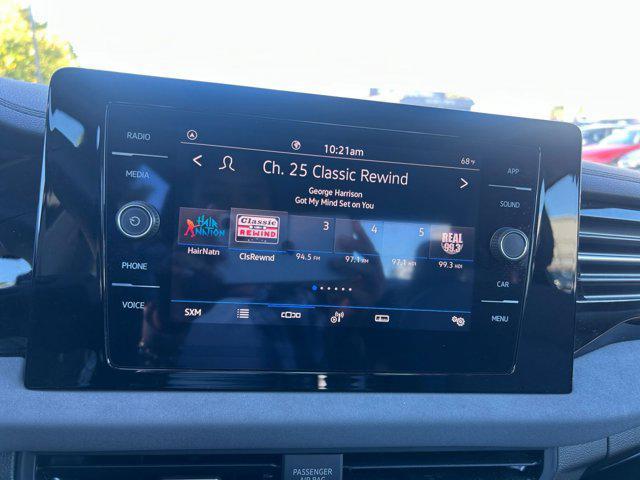 RADIO
MEDIA
PHONE
VOICE
10:21am
68°F
Ch. 25 Classic Rewind
George Harrison
Got My Mind Set on You
HAIR
NATION
HairNatn
Classic
REWIND
ClsRewnd
3
94.5 FM
4
97.1 FM
5
97.1 HD1
REAL
99.3
99.3 HD1
SXM
APP
SOUND
CAR
MENU
PASSENGER
AIR BAG